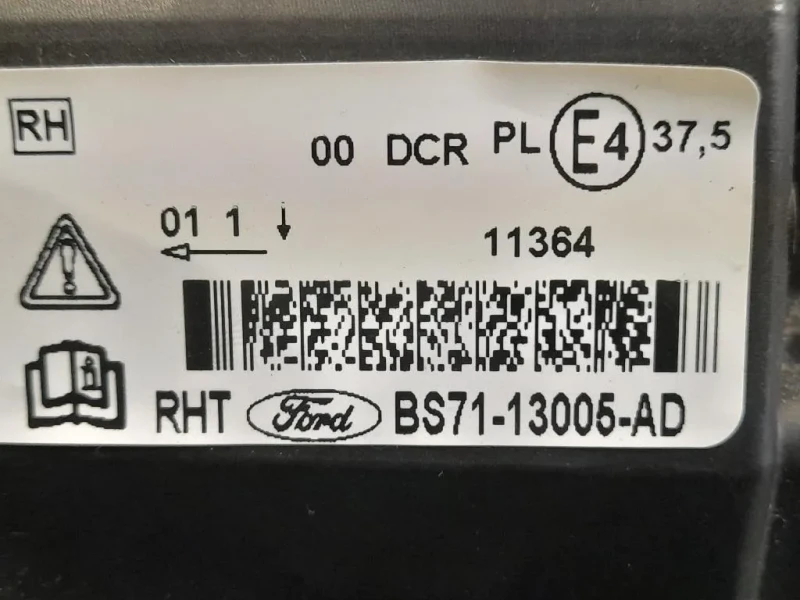 RH
00 DCR PL E4 37,5
01 1 ↓
←
11364
RHT Ford BS71-13005-AD